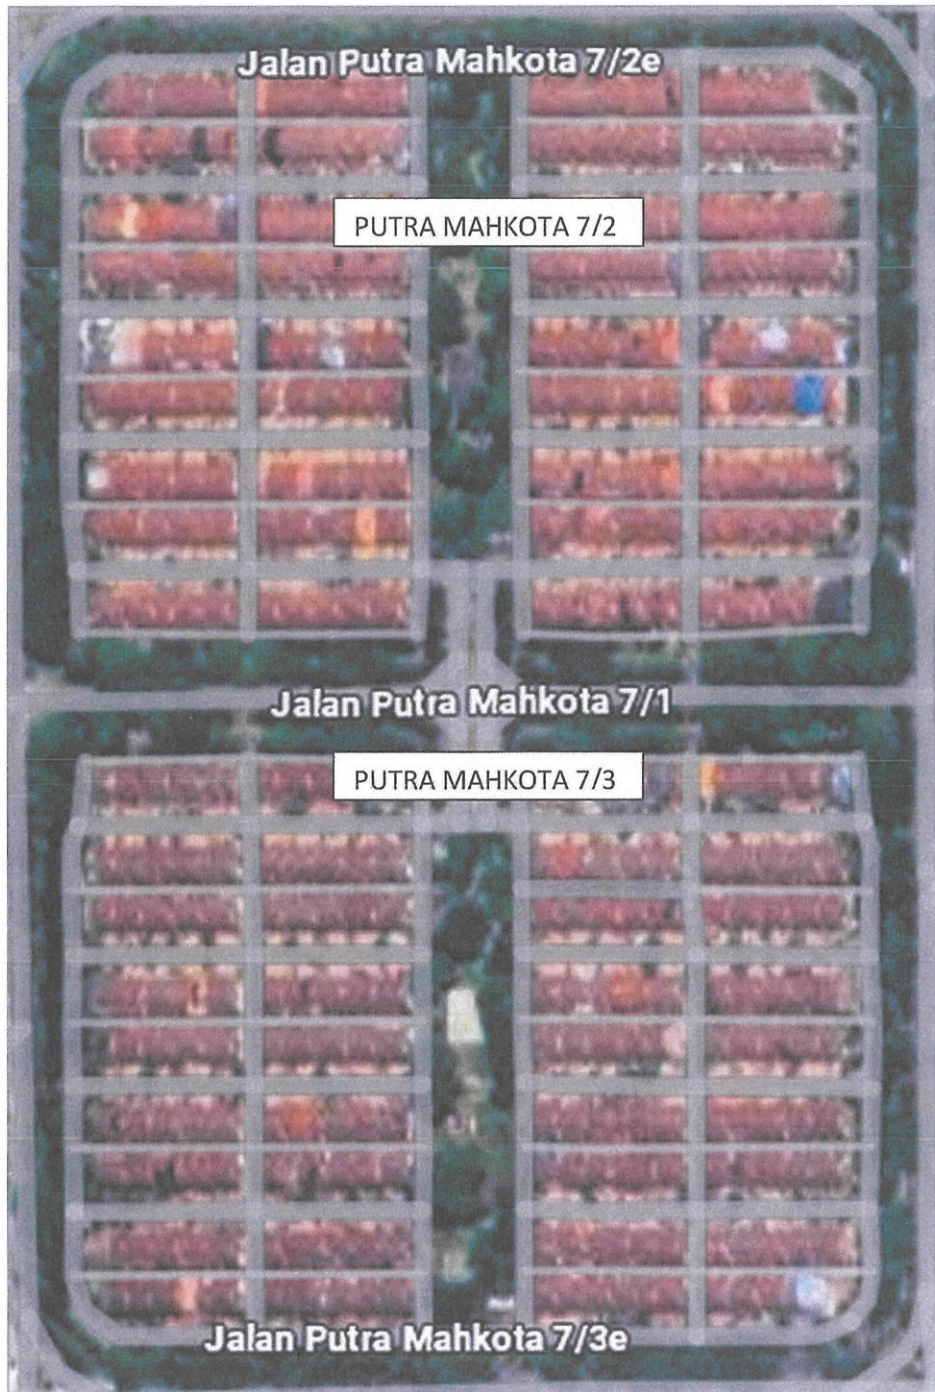 Jalan Putra Mahkota 7/2e
PUTRA MAHKOTA 7/2
Jalan Putra Mahkota 7/1
PUTRA MAHKOTA 7/3
Jalan Putra Mahkota 7/3e